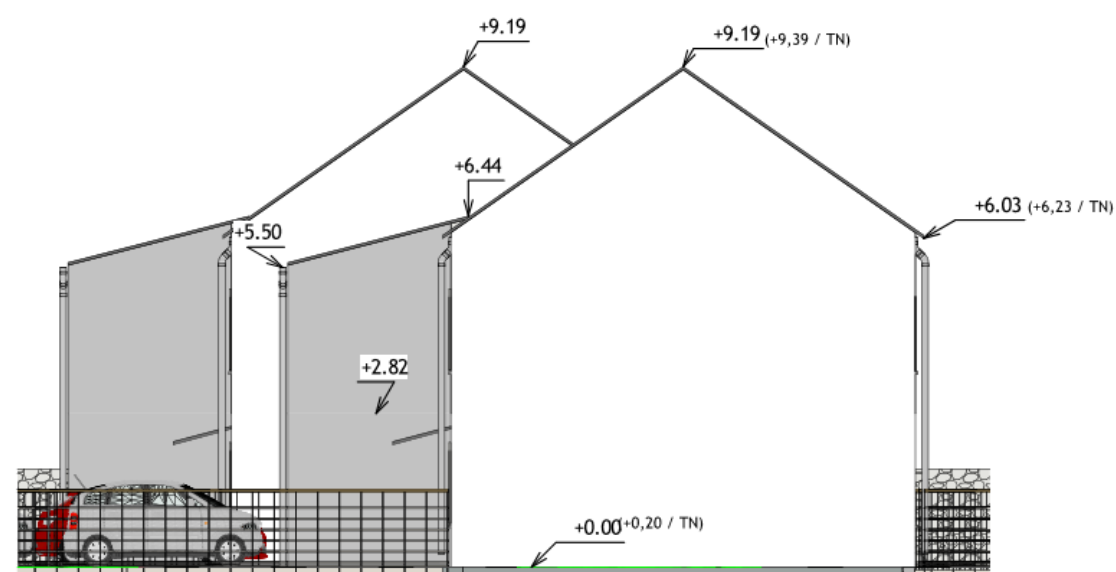 +9.19
+9.19 (+9,39 / TN)
+6.44
+6.03 (+6,23 / TN)
+5.50
+2.82
+0.00 (+0,20 / TN)